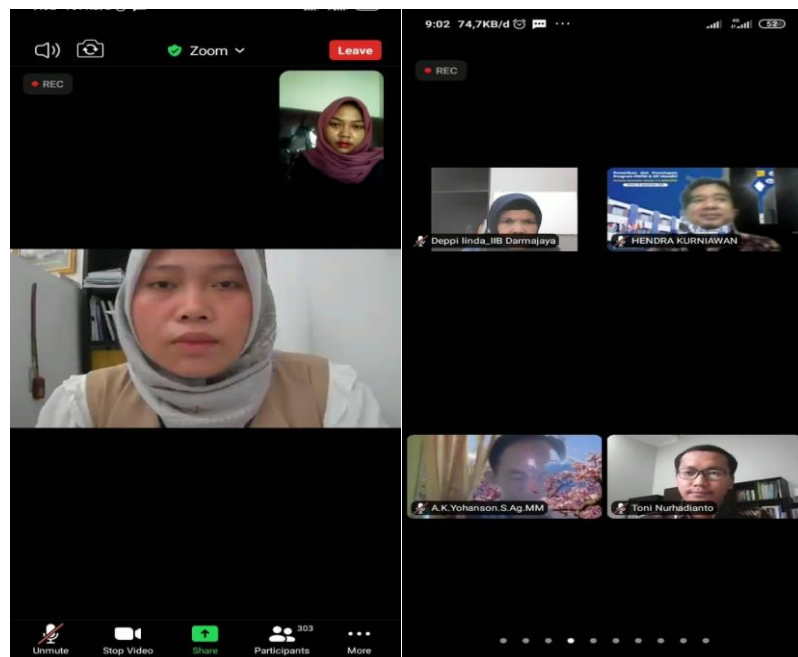 Zoom
Leave
REC
Unmute
Stop Video
Share
303
Participants
More
9:02 74,7KB/d
52
REC
Deppi linda_IIB Darmajaya
HENDRA KURNIAWAN
A.K.Yohanson.S.Ag.MM
Toni Nurhadianto